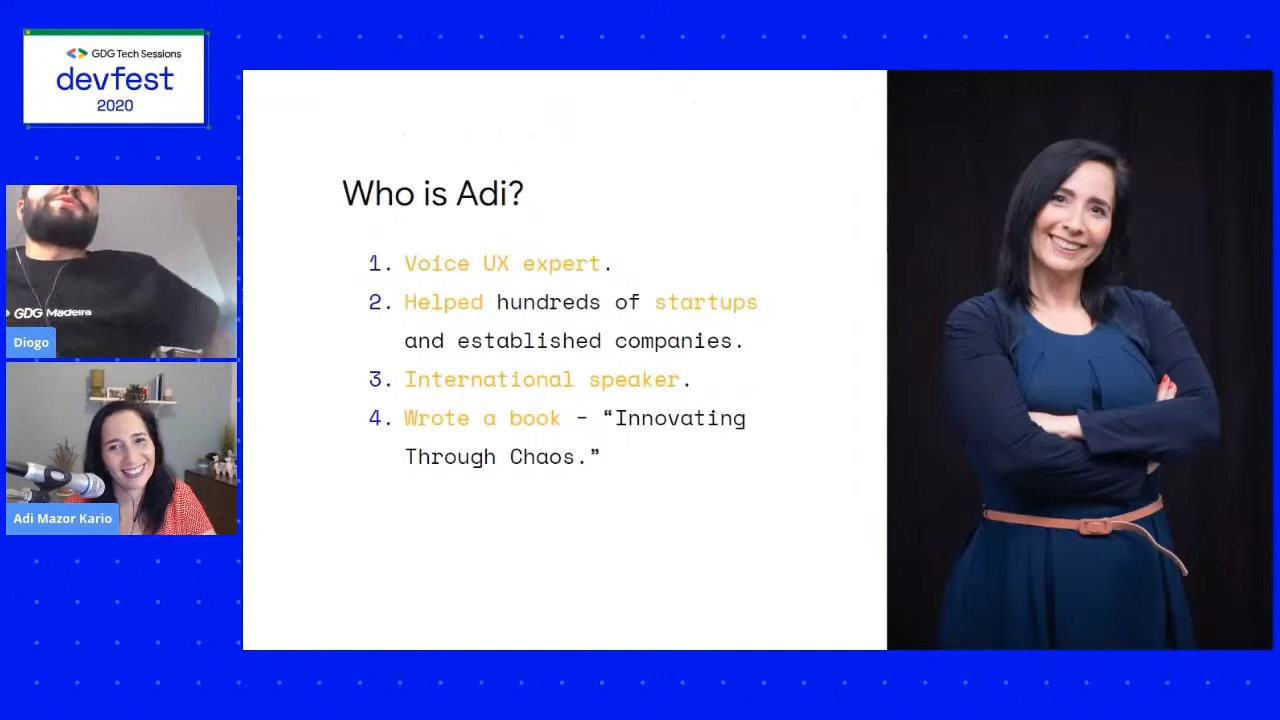 GDG Tech Sessions
devfest
2020
GDG Madeira
Diogo
Adi Mazor Kario
Who is Adi?
1. Voice UX expert.
2. Helped hundreds of startups
and established companies.
3. International speaker.
4. Wrote a book – “Innovating
Through Chaos.”